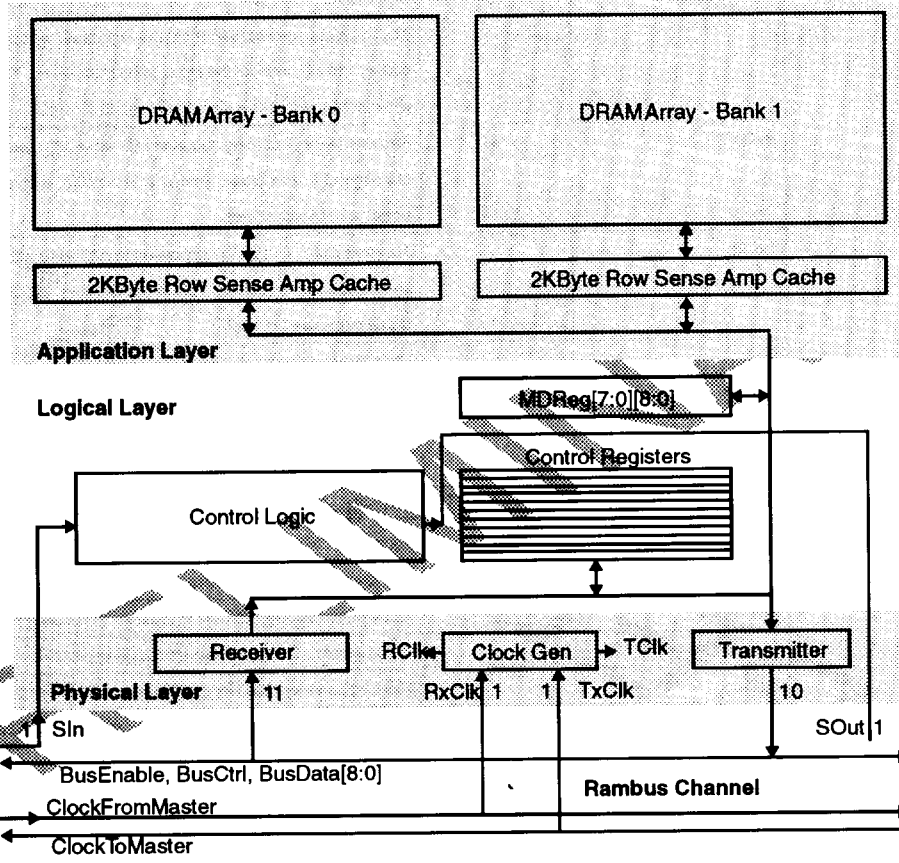 DRAMArray - Bank 0
DRAMArray - Bank 1
2KByte Row Sense Amp Cache
2KByte Row Sense Amp Cache
Application Layer
Logical Layer
MDReg[7:0][8:0]
Control Registers
Control Logic
Receiver
RClk
Clock Gen
TClk
Transmitter
Physical Layer
11
RxClk 1
1 TxClk
10
1 SIn
SOut 1
BusEnable, BusCtrl, BusData[8:0]
Rambus Channel
ClockFromMaster
ClockToMaster